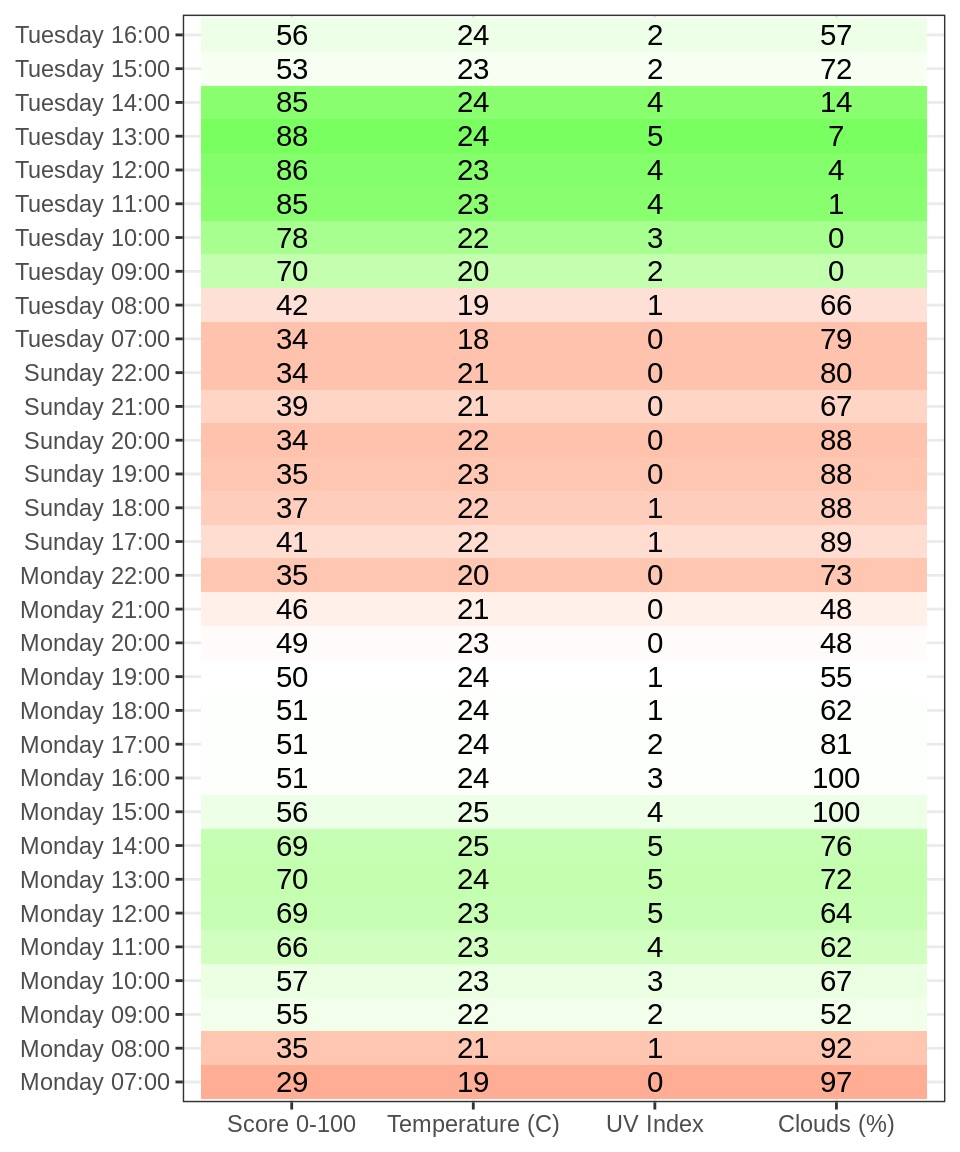 Tuesday 16:00 56 24 2 57
Tuesday 15:00 53 23 2 72
Tuesday 14:00 85 24 4 14
Tuesday 13:00 88 24 5 7
Tuesday 12:00 86 23 4 4
Tuesday 11:00 85 23 4 1
Tuesday 10:00 78 22 3 0
Tuesday 09:00 70 20 2 0
Tuesday 08:00 42 19 1 66
Tuesday 07:00 34 18 0 79
Sunday 22:00 34 21 0 80
Sunday 21:00 39 21 0 67
Sunday 20:00 34 22 0 88
Sunday 19:00 35 23 0 88
Sunday 18:00 37 22 1 88
Sunday 17:00 41 22 1 89
Monday 22:00 35 20 0 73
Monday 21:00 46 21 0 48
Monday 20:00 49 23 0 48
Monday 19:00 50 24 1 55
Monday 18:00 51 24 1 62
Monday 17:00 51 24 2 81
Monday 16:00 51 24 3 100
Monday 15:00 56 25 4 100
Monday 14:00 69 25 5 76
Monday 13:00 70 24 5 72
Monday 12:00 69 23 5 64
Monday 11:00 66 23 4 62
Monday 10:00 57 23 3 67
Monday 09:00 55 22 2 52
Monday 08:00 35 21 1 92
Monday 07:00 29 19 0 97
Score 0-100 Temperature (C) UV Index Clouds (%)